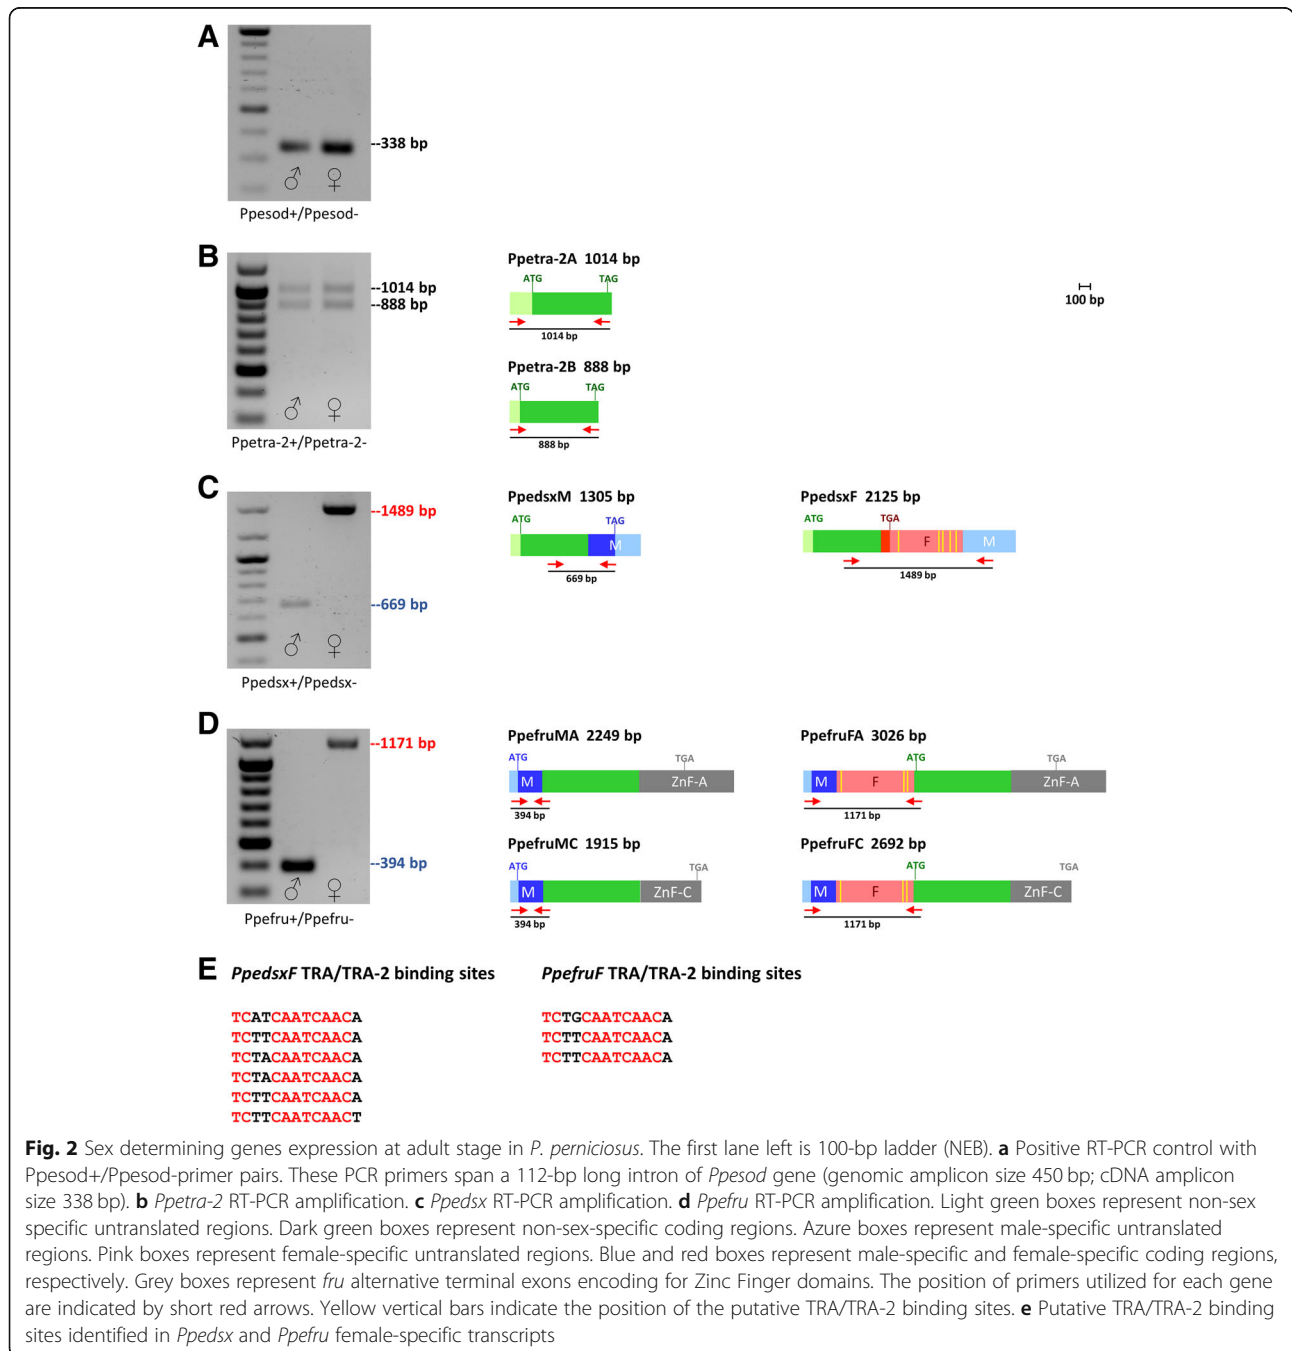 A
--338 bp
♂ ♀
Ppesod+/Ppesod-
B
--1014 bp
--888 bp
♂ ♀
Ppetra-2+/Ppetra-2-
Ppetra-2A 1014 bp
ATG TAG
1014 bp
Ppetra-2B 888 bp
ATG TAG
888 bp
100 bp
C
--1489 bp
--669 bp
♂ ♀
Ppedsx+/Ppedsx-
PpedsxM 1305 bp
ATG TAG
M
669 bp
PpedsxF 2125 bp
ATG TGA
F M
1489 bp
D
--1171 bp
--394 bp
♂ ♀
Ppefru+/Ppefru-
PpefruMA 2249 bp
ATG TGA
M ZnF-A
394 bp
PpefruFA 3026 bp
ATG TGA
M F ZnF-A
1171 bp
PpefruMC 1915 bp
ATG TGA
M ZnF-C
394 bp
PpefruFC 2692 bp
ATG TGA
M F ZnF-C
1171 bp
E
PpedsxF TRA/TRA-2 binding sites
TCATCAATCAACA
TCTTCAATCAACA
TCTACAATCAACA
TCTACAATCAACA
TCTTCAATCAACA
TCTTCAATCAACT
PpefruF TRA/TRA-2 binding sites
TCTGCAATCAACA
TCTTCAATCAACA
TCTTCAATCAACA
Fig. 2 Sex determining genes expression at adult stage in P. perniciosus. The first lane left is 100-bp ladder (NEB). a Positive RT-PCR control with
Ppesod+/Ppesod-primer pairs. These PCR primers span a 112-bp long intron of Ppesod gene (genomic amplicon size 450 bp; cDNA amplicon
size 338 bp). b Ppetra-2 RT-PCR amplification. c Ppedsx RT-PCR amplification. d Ppefru RT-PCR amplification. Light green boxes represent non-sex
specific untranslated regions. Dark green boxes represent non-sex-specific coding regions. Azure boxes represent male-specific untranslated
regions. Pink boxes represent female-specific untranslated regions. Blue and red boxes represent male-specific and female-specific coding regions,
respectively. Grey boxes represent fru alternative terminal exons encoding for Zinc Finger domains. The position of primers utilized for each gene
are indicated by short red arrows. Yellow vertical bars indicate the position of the putative TRA/TRA-2 binding sites. e Putative TRA/TRA-2 binding
sites identified in Ppedsx and Ppefru female-specific transcripts